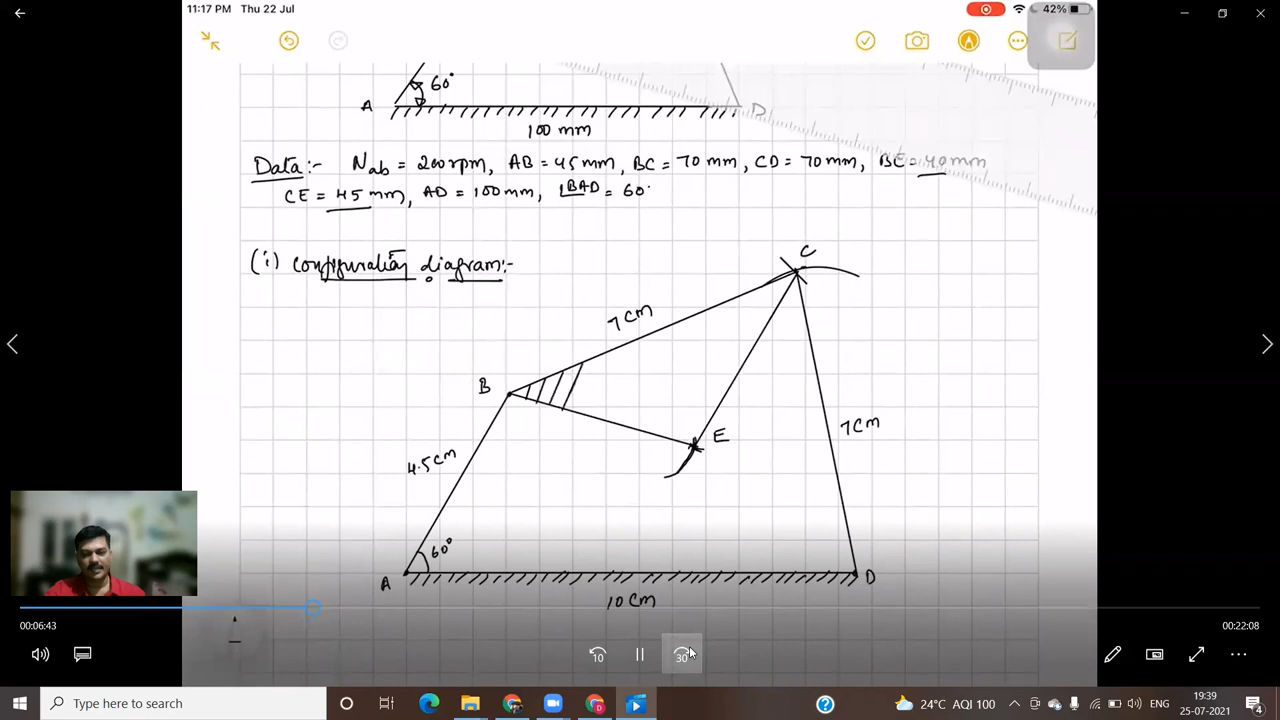 11:17 PM Thu 22 Jul
42%
60°
A
D
100 mm
Data:- Nab = 200 rpm, AB = 45 mm, BC = 70 mm, CD = 70 mm, BE = 40 mm
CE = 45 mm, AD = 100 mm, ∠BAD = 60°
(i) Configuration diagram:-
C
7 cm
B
E
7 cm
4.5 cm
60°
A
D
10 cm
00:06:43
00:22:08
10
30
Type here to search
24°C AQI 100
ENG
19:39
25-07-2021
4